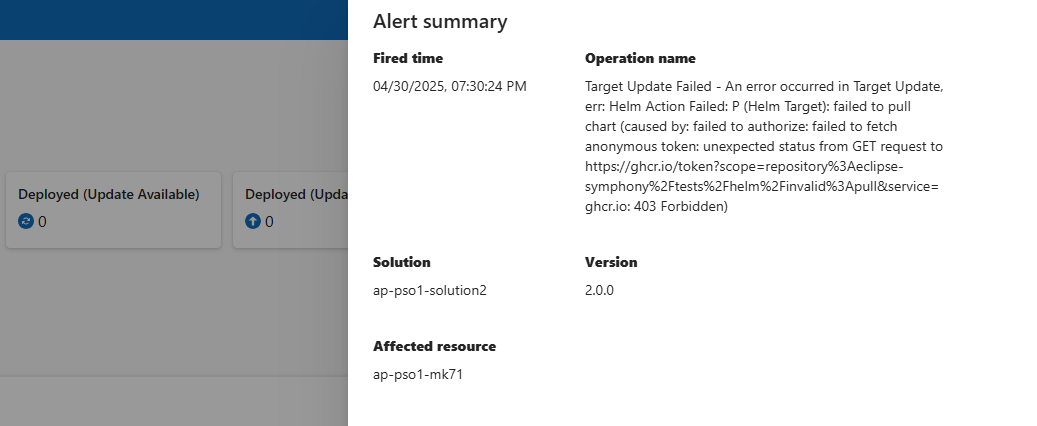 Alert summary
Fired time
04/30/2025, 07:30:24 PM
Operation name
Target Update Failed - An error occurred in Target Update,
err: Helm Action Failed: P (Helm Target): failed to pull
chart (caused by: failed to authorize: failed to fetch
anonymous token: unexpected status from GET request to
https://ghcr.io/token?scope=repository%3Aeclipse-
symphony%2Ftests%2Fhelm%2Finvalid%3Apull&service=
ghcr.io: 403 Forbidden)
Solution
ap-pso1-solution2
Version
2.0.0
Affected resource
ap-pso1-mk71
Deployed (Update Available)
0
Deployed (Upda
0